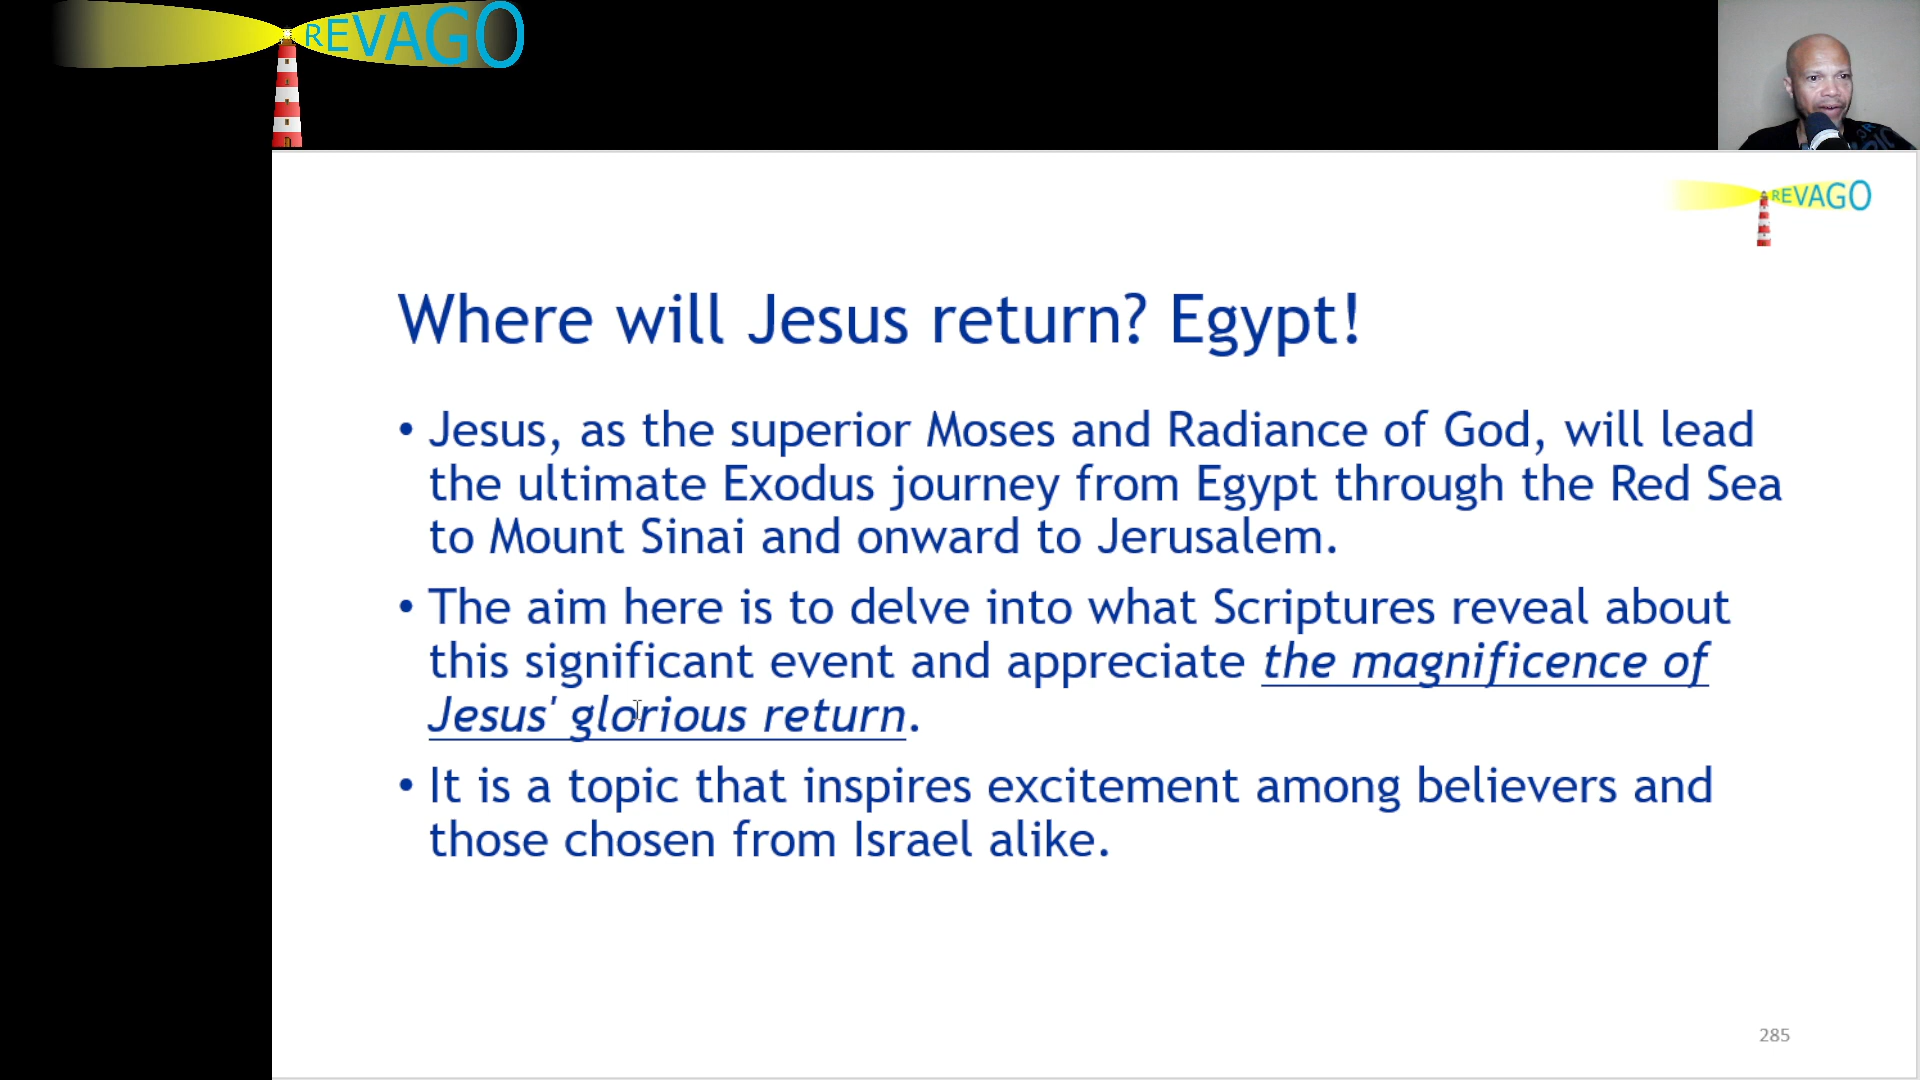 REVAGO
REVAGO
Where will Jesus return? Egypt!
• Jesus, as the superior Moses and Radiance of God, will lead
the ultimate Exodus journey from Egypt through the Red Sea
to Mount Sinai and onward to Jerusalem.
• The aim here is to delve into what Scriptures reveal about
this significant event and appreciate the magnificence of
Jesus' glorious return.
• It is a topic that inspires excitement among believers and
those chosen from Israel alike.
285